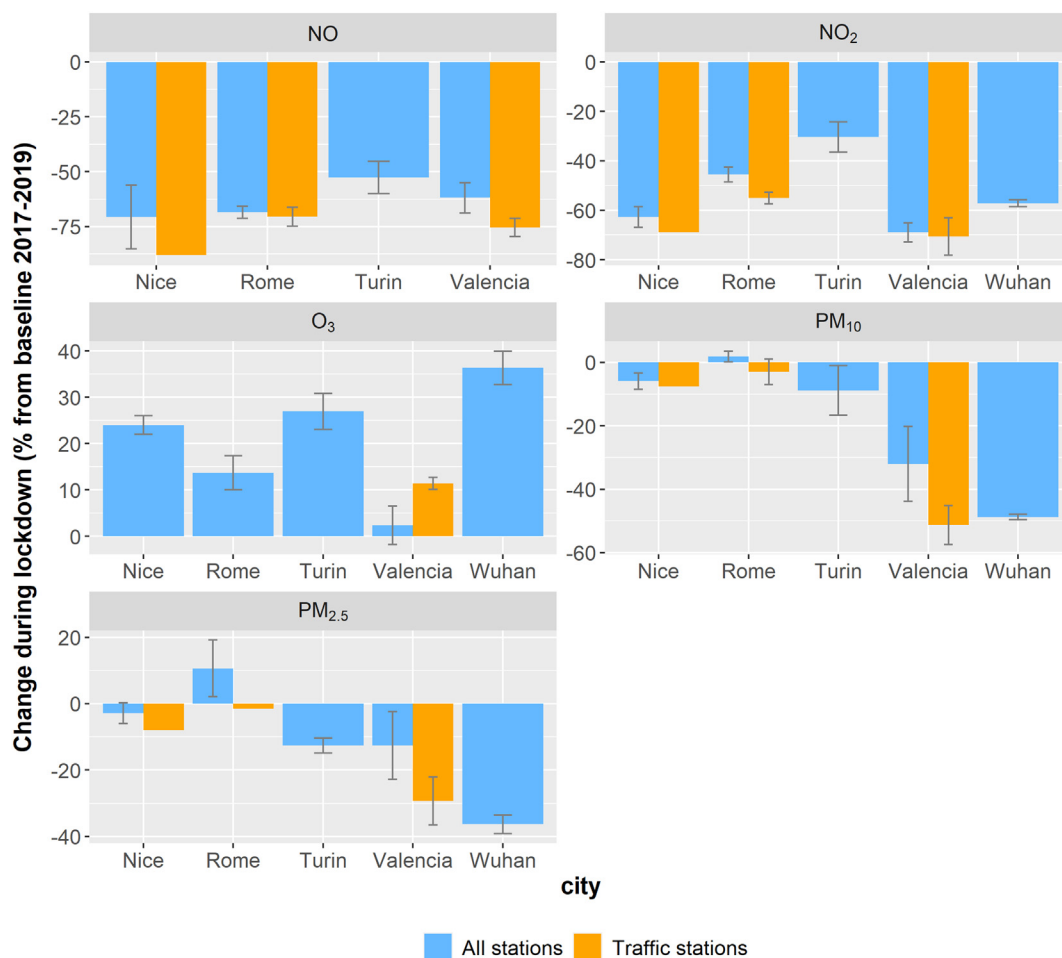 Change during lockdown (% from baseline 2017-2019)
NO
0
-25
-50
-75
Nice Rome Turin Valencia
NO₂
0
-20
-40
-60
-80
Nice Rome Turin Valencia Wuhan
O₃
40
30
20
10
0
Nice Rome Turin Valencia Wuhan
PM₁₀
0
-20
-40
-60
Nice Rome Turin Valencia Wuhan
PM₂.₅
20
0
-20
-40
Nice Rome Turin Valencia Wuhan
city
All stations Traffic stations